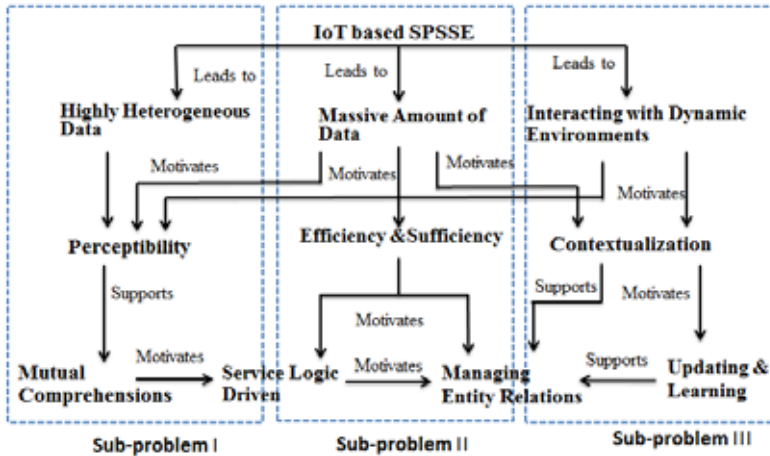 IoT based SPSSE
Leads to
Leads to
Leads to
Highly Heterogeneous
Data
Massive Amount of
Data
Interacting with Dynamic
Environments
Motivates
Motivates
Motivates
Motivates
Perceptibility
Efficiency &Sufficiency
Contextualization
Supports
Motivates
Supports
Motivates
Mutual
Comprehensions
Motivates
Service Logic
Driven
Motivates
Managing
Entity Relations
Supports
Updating &
Learning
Sub-problem I
Sub-problem II
Sub-problem III